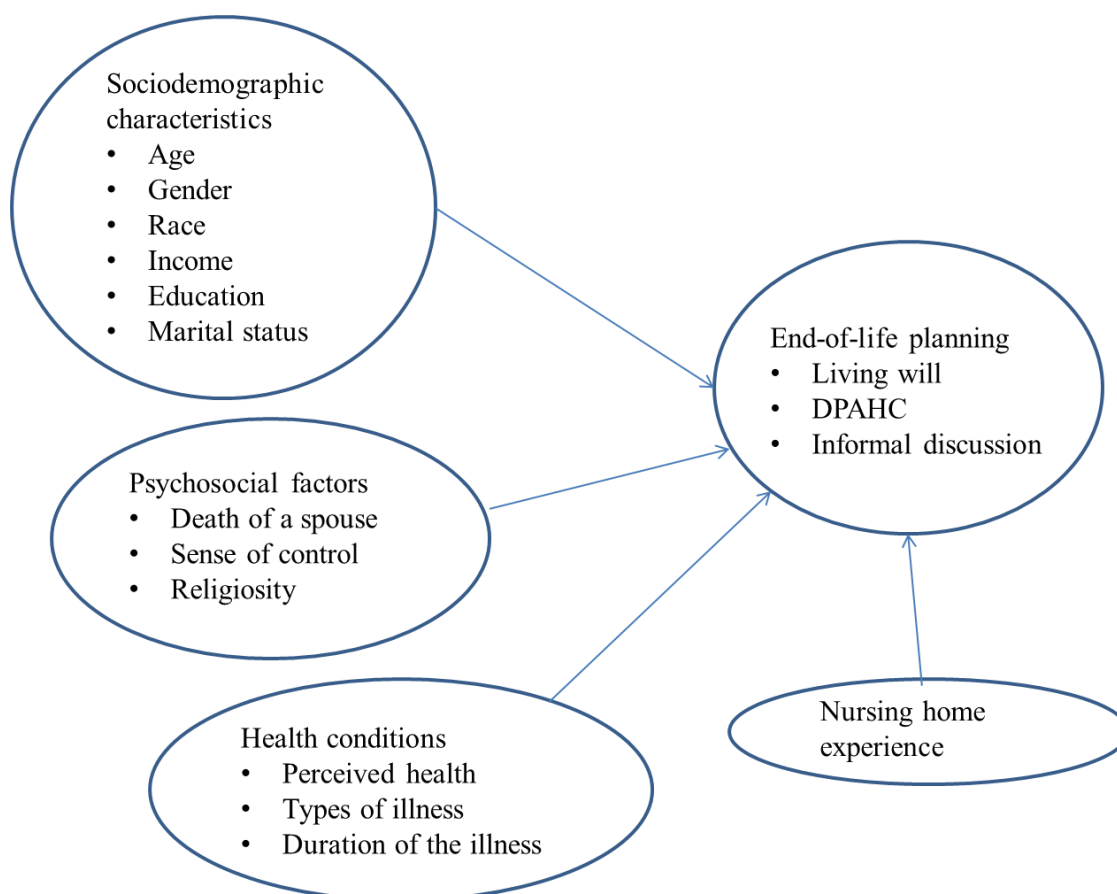 Sociodemographic
characteristics
• Age
• Gender
• Race
• Income
• Education
• Marital status
End-of-life planning
• Living will
• DPAHC
• Informal discussion
Psychosocial factors
• Death of a spouse
• Sense of control
• Religiosity
Health conditions
• Perceived health
• Types of illness
• Duration of the illness
Nursing home
experience